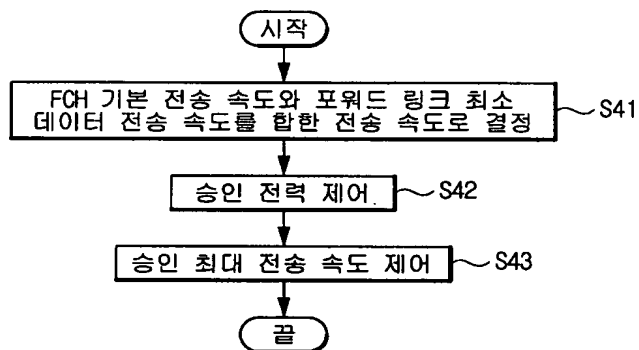 시작
FCH 기본 전송 속도와 포워드 링크 최소
데이터 전송 속도를 합한 전송 속도로 결정
S41
승인 전력 제어
S42
승인 최대 전송 속도 제어
S43
끝